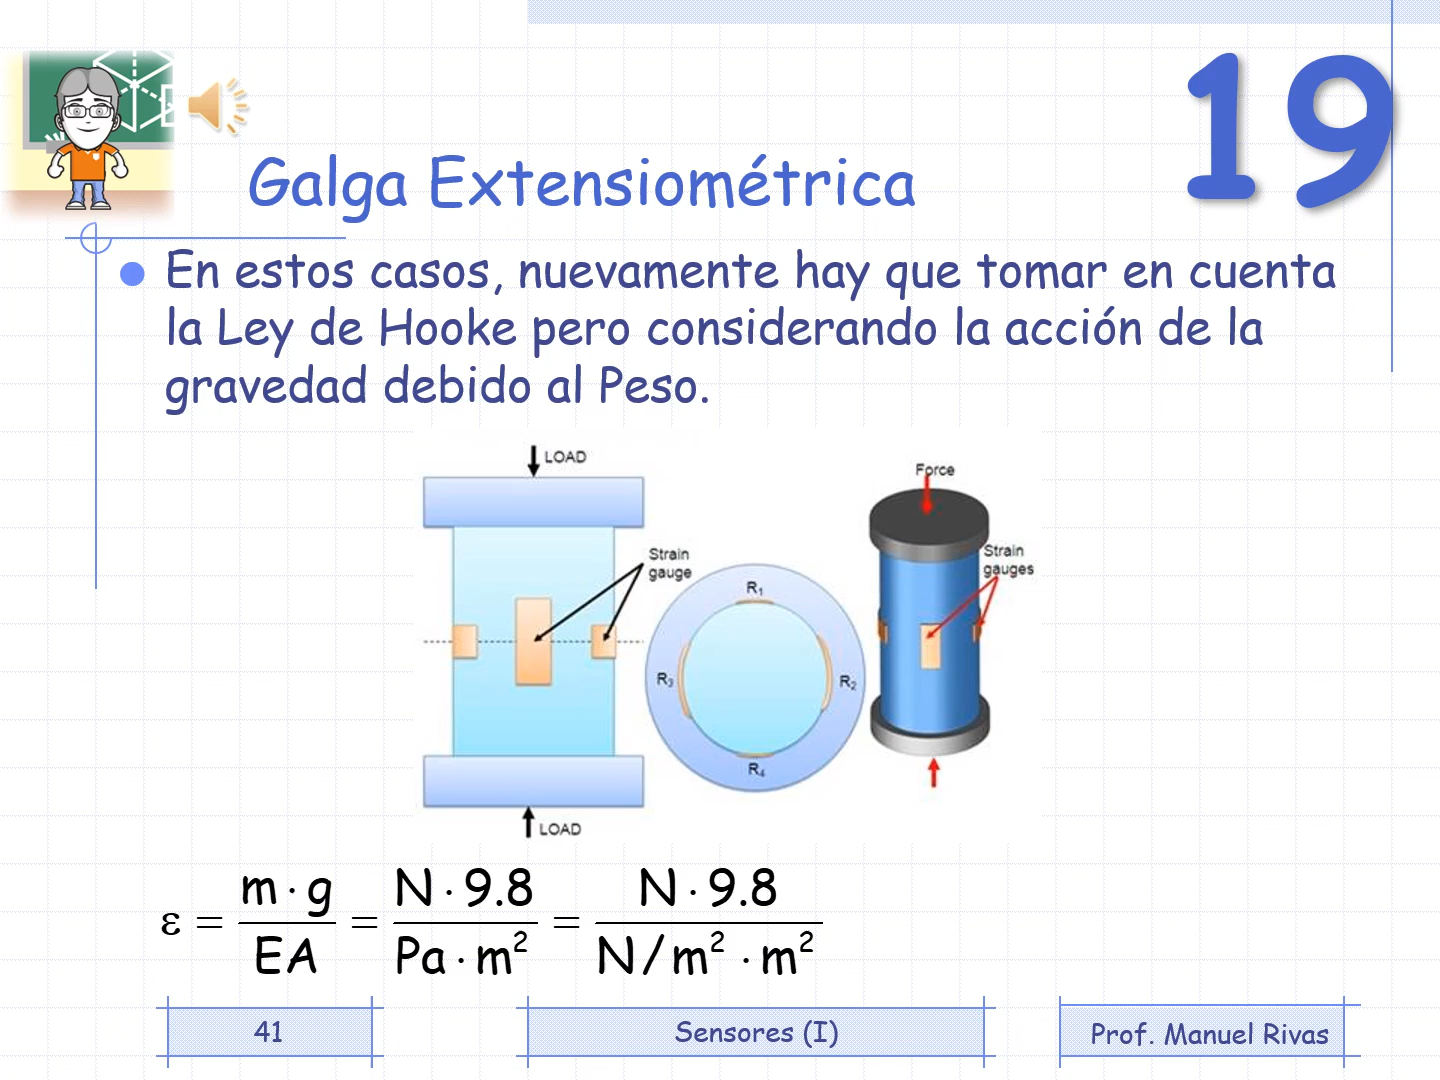 19
Galga Extensiométrica
En estos casos, nuevamente hay que tomar en cuenta
la Ley de Hooke pero considerando la acción de la
gravedad debido al Peso.
LOAD
Strain
gauge
LOAD
R₁
R₂
R₃
R₄
Force
Strain
gauges
ε = m · g / EA = N · 9.8 / Pa · m² = N · 9.8 / N/m² · m²
41
Sensores (I)
Prof. Manuel Rivas